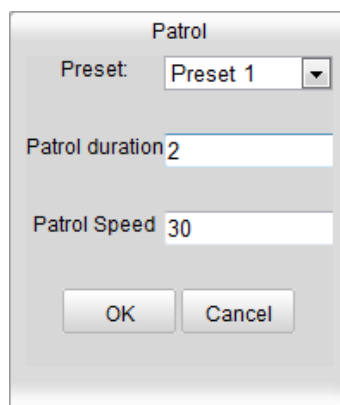 Patrol
Preset: Preset 1
Patrol duration 2
Patrol Speed 30
OK Cancel